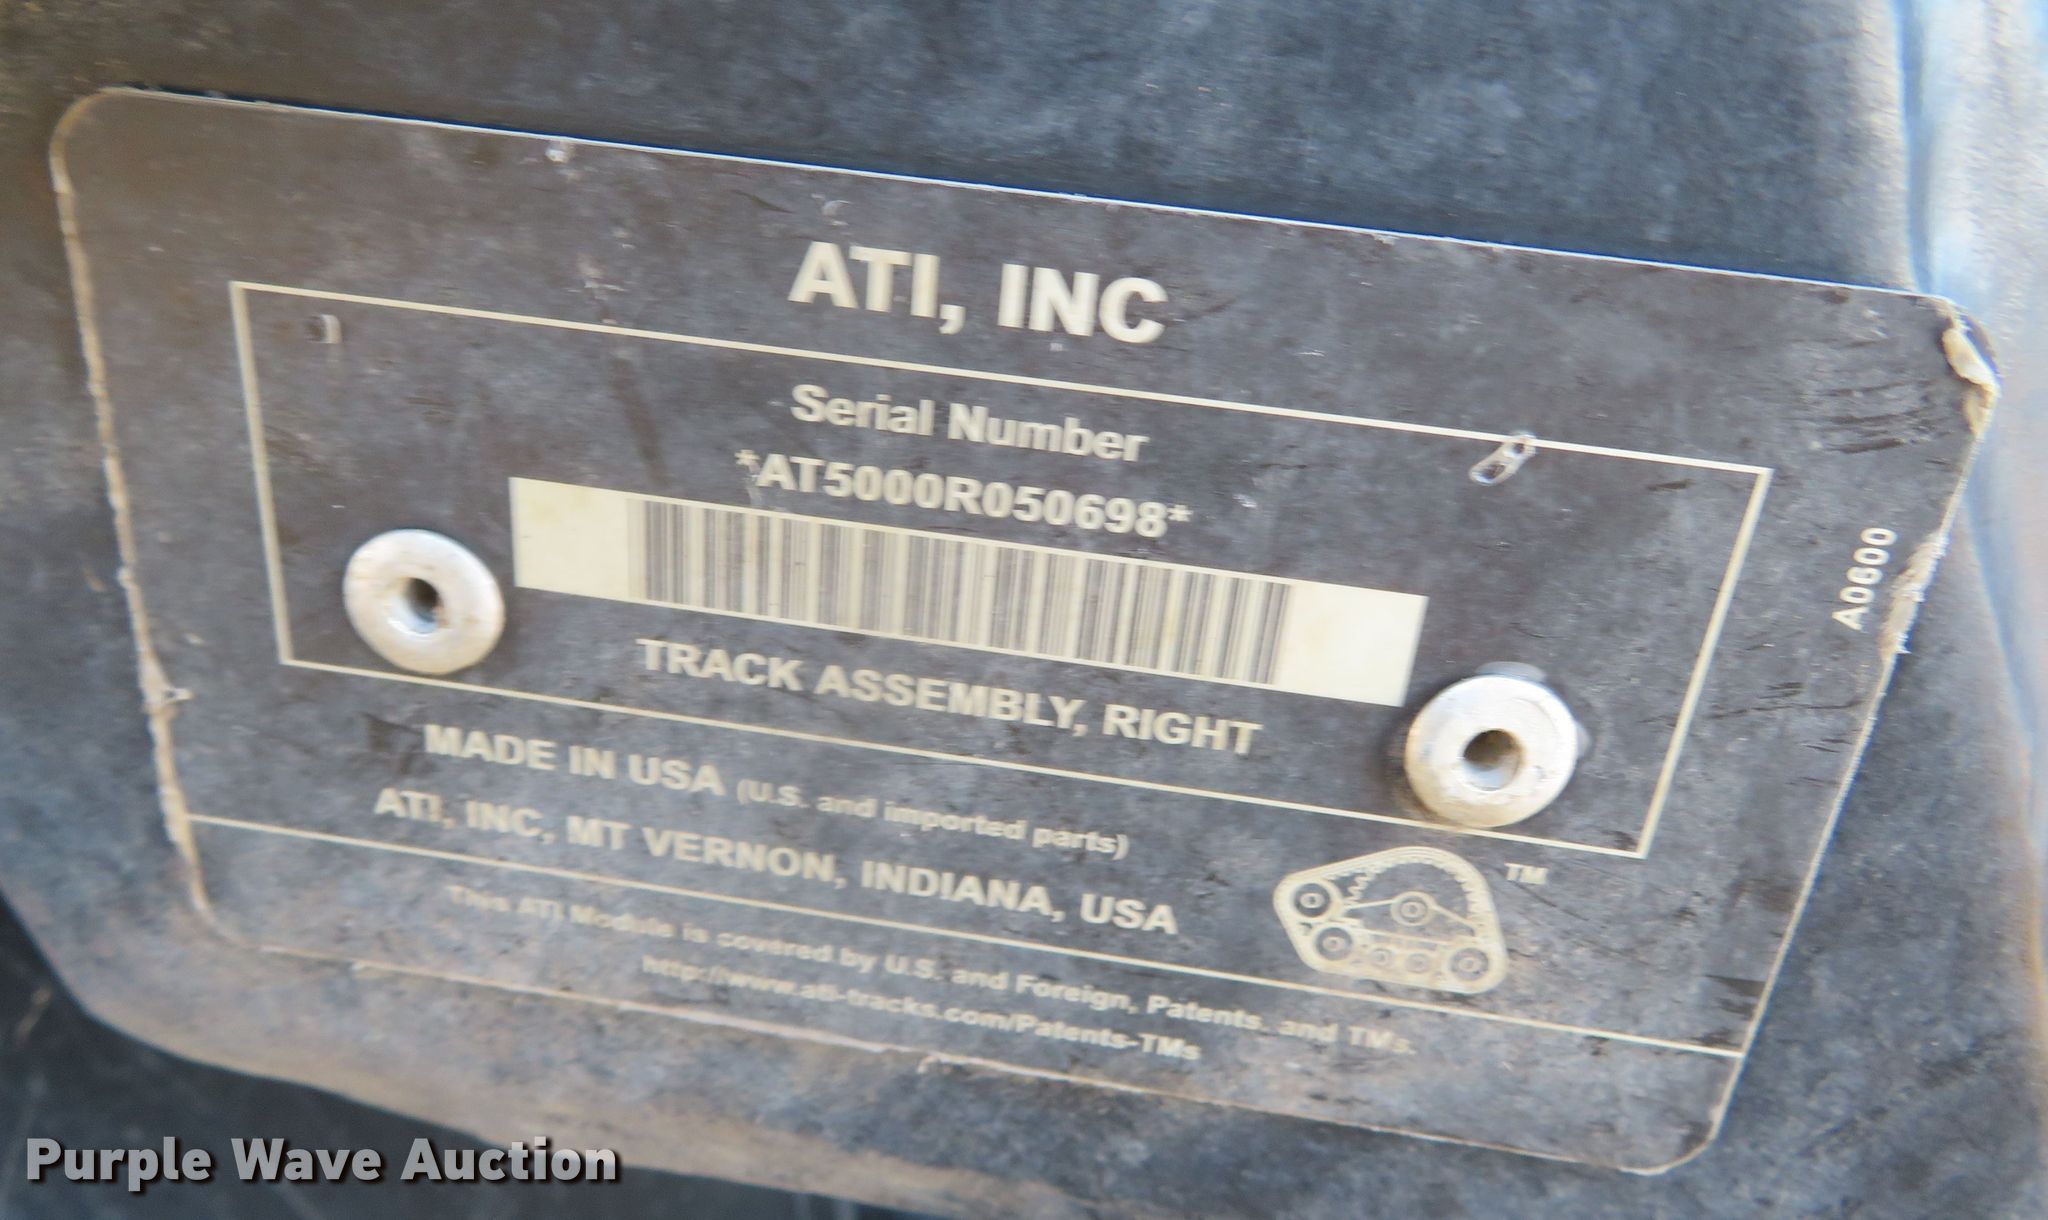 ATI, INC
Serial Number
*AT5000R050698*
TRACK ASSEMBLY, RIGHT
A0600
MADE IN USA (U.S. and imported parts)
ATI, INC, MT VERNON, INDIANA, USA
TM
This ATI Module is covered by U.S. and Foreign, Patents, and TMs.
http://www.ati-tracks.com/Patents-TMs
Purple Wave Auction